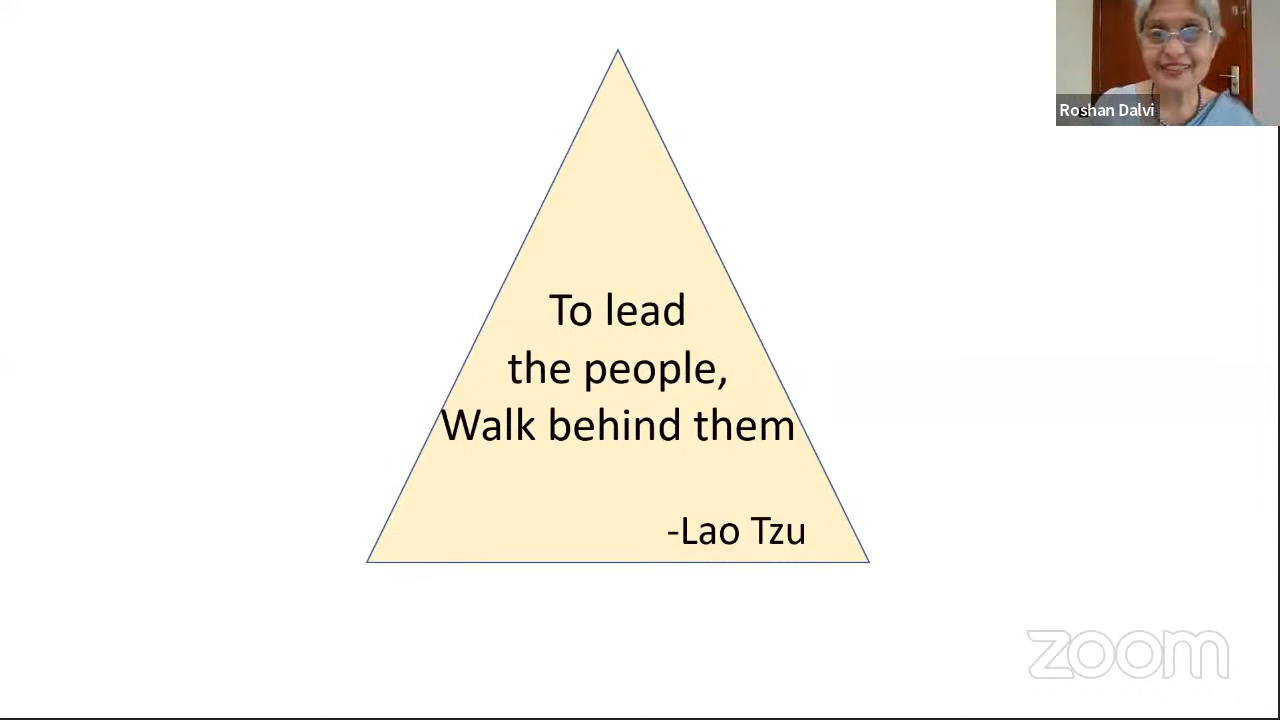 Roshan Dalvi
To lead
the people,
Walk behind them
-Lao Tzu
zoom